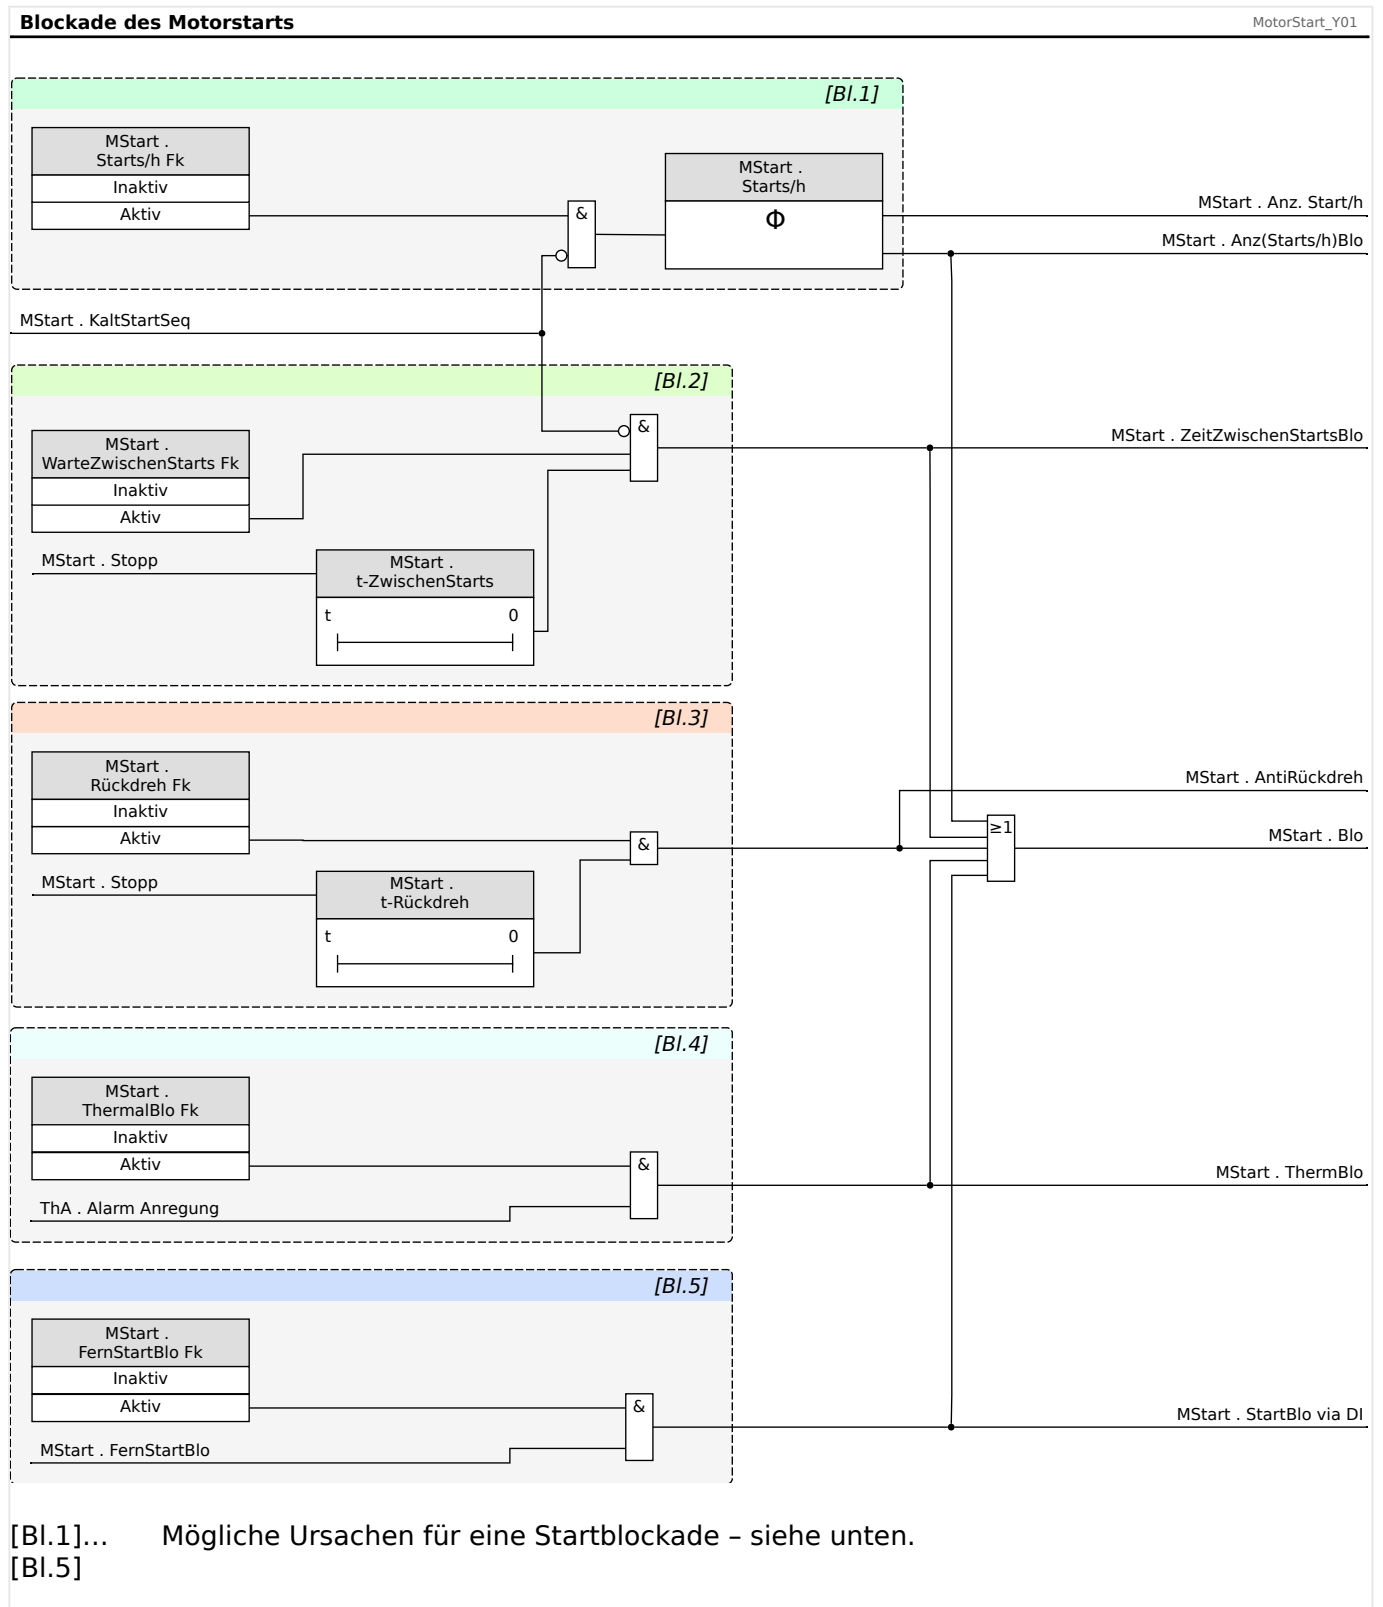 Blockade des Motorstarts
MotorStart_Y01
[Bl.1]
MStart .
Starts/h Fk
Inaktiv
Aktiv
&
MStart .
Starts/h
Φ
MStart . Anz. Start/h
MStart . Anz(Starts/h)Blo
MStart . KaltStartSeq
[Bl.2]
MStart .
WarteZwischenStarts Fk
Inaktiv
Aktiv
&
MStart . ZeitZwischenStartsBlo
MStart . Stopp
MStart .
t-ZwischenStarts
t 0
[Bl.3]
MStart .
Rückdreh Fk
Inaktiv
Aktiv
&
MStart . AntiRückdreh
≥1
MStart . Blo
MStart . Stopp
MStart .
t-Rückdreh
t 0
[Bl.4]
MStart .
ThermalBlo Fk
Inaktiv
Aktiv
&
MStart . ThermBlo
ThA . Alarm Anregung
[Bl.5]
MStart .
FernStartBlo Fk
Inaktiv
Aktiv
&
MStart . StartBlo via DI
MStart . FernStartBlo
[Bl.1]… Mögliche Ursachen für eine Startblockade – siehe unten.
[Bl.5]